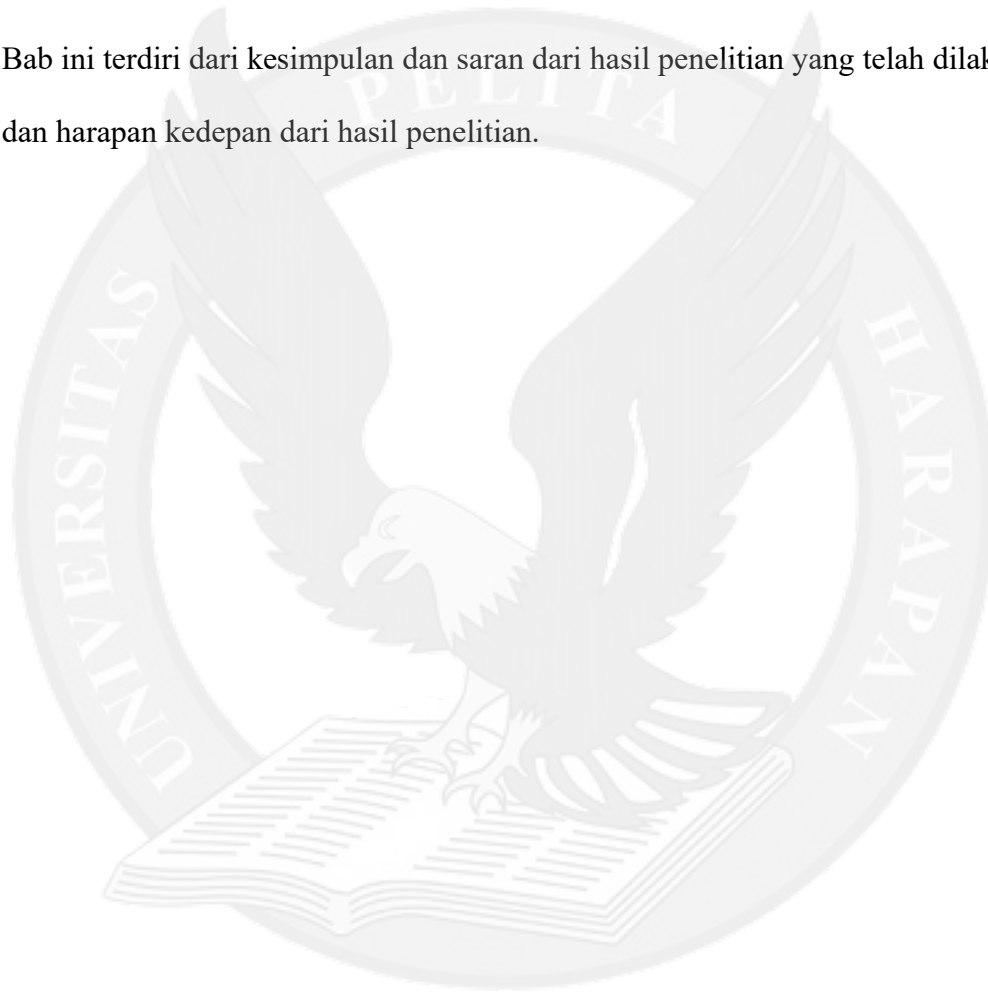 Bab ini terdiri dari kesimpulan dan saran dari hasil penelitian yang telah
dan harapan kedepan dari hasil penelitian.
UNIVERSITAS PELITA HARAPAN